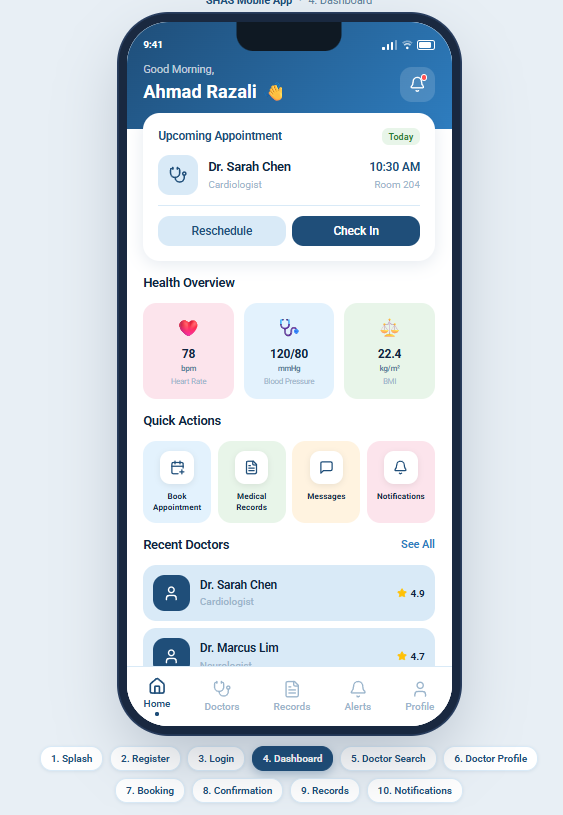 SHAS Mobile App · 4. Dashboard
9:41
Good Morning,
Ahmad Razali 👋
Upcoming Appointment Today
Dr. Sarah Chen 10:30 AM
Cardiologist Room 204
Reschedule Check In
Health Overview
78 120/80 22.4
bpm mmHg kg/m²
Heart Rate Blood Pressure BMI
Quick Actions
Book Appointment
Medical Records
Messages
Notifications
Recent Doctors See All
Dr. Sarah Chen
Cardiologist
4.9
Dr. Marcus Lim
Neurologist
4.7
Home Doctors Records Alerts Profile
1. Splash 2. Register 3. Login 4. Dashboard 5. Doctor Search 6. Doctor Profile
7. Booking 8. Confirmation 9. Records 10. Notifications